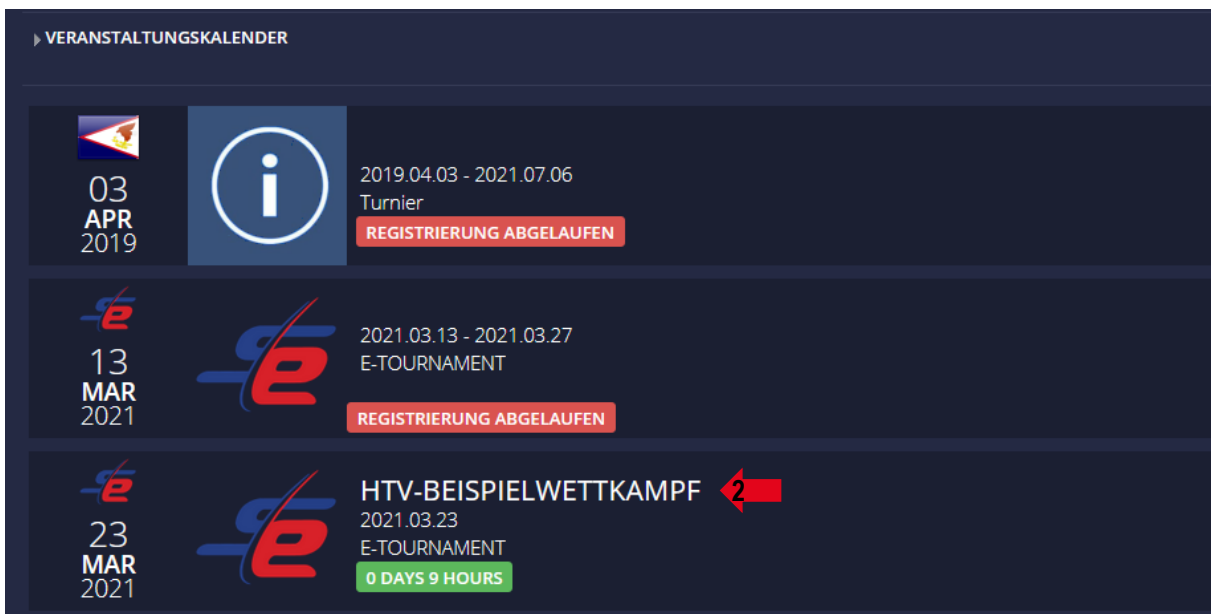 VERANSTALTUNGSKALENDER
03
APR
2019
2019.04.03 - 2021.07.06
Turnier
REGISTRIERUNG ABGELAUFEN
13
MAR
2021
2021.03.13 - 2021.03.27
E-TOURNAMENT
REGISTRIERUNG ABGELAUFEN
23
MAR
2021
HTV-BEISPIELWETTKAMPF 2
2021.03.23
E-TOURNAMENT
0 DAYS 9 HOURS